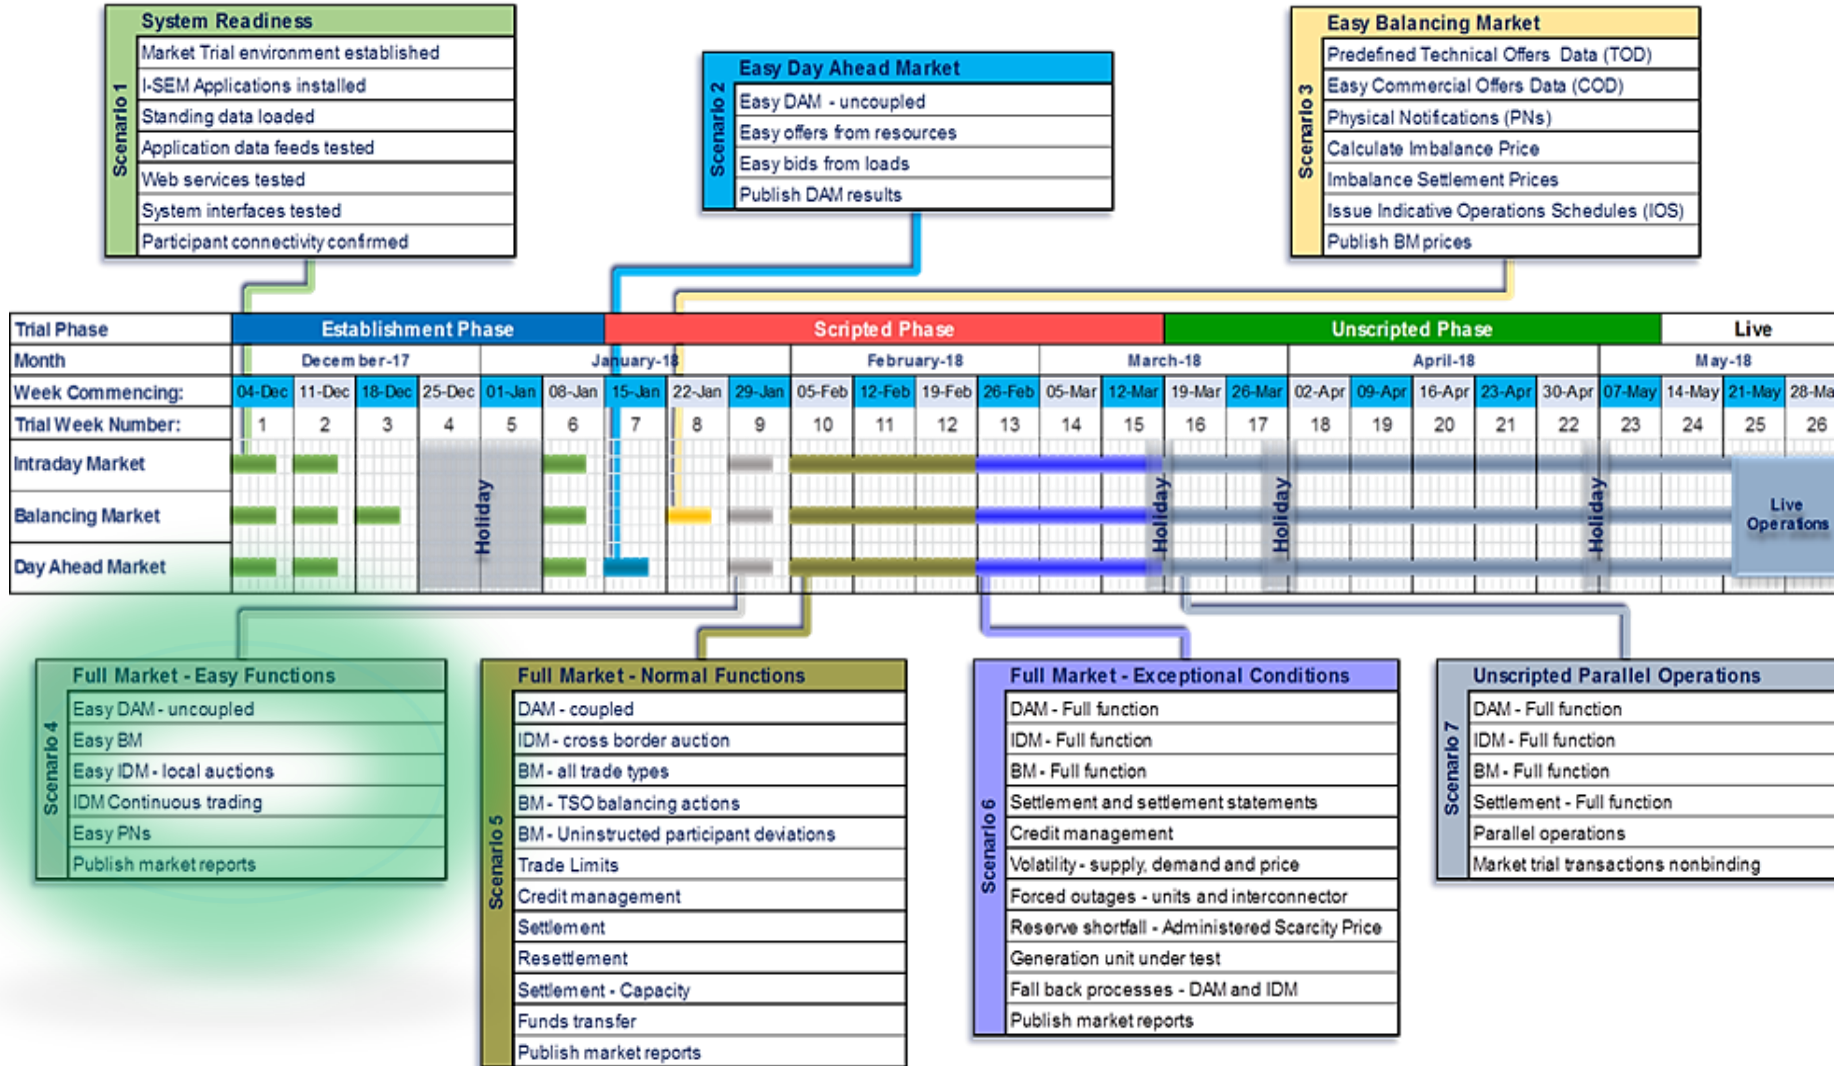 System Readiness
Scenario 1
Market Trial environment established
I-SEM Applications installed
Standing data loaded
Application data feeds tested
Web services tested
System interfaces tested
Participant connectivity confirmed
Easy Day Ahead Market
Scenario 2
Easy DAM - uncoupled
Easy offers from resources
Easy bids from loads
Publish DAM results
Easy Balancing Market
Scenario 3
Predefined Technical Offers Data (TOD)
Easy Commercial Offers Data (COD)
Physical Notifications (PNs)
Calculate Imbalance Price
Imbalance Settlement Prices
Issue Indicative Operations Schedules (IOS)
Publish BM prices
Trial Phase Establishment Phase Scripted Phase Unscripted Phase Live
Month December-17 January-18 February-18 March-18 April-18 May-18
Week Commencing: 04-Dec 11-Dec 18-Dec 25-Dec 01-Jan 08-Jan 15-Jan 22-Jan 29-Jan 05-Feb 12-Feb 19-Feb 26-Feb 05-Mar 12-Mar 19-Mar 26-Mar 02-Apr 09-Apr 16-Apr 23-Apr 30-Apr 07-May 14-May 21-May 28-Ma
Trial Week Number: 1 2 3 4 5 6 7 8 9 10 11 12 13 14 15 16 17 18 19 20 21 22 23 24 25 26
Intraday Market
Balancing Market
Day Ahead Market
Holiday
Holiday
Holiday
Holiday
Live
Operations
Full Market - Easy Functions
Scenario 4
Easy DAM - uncoupled
Easy BM
Easy IDM - local auctions
IDM Continuous trading
Easy PNs
Publish market reports
Full Market - Normal Functions
Scenario 5
DAM - coupled
IDM - cross border auction
BM - all trade types
BM - TSO balancing actions
BM - Uninstructed participant deviations
Trade Limits
Credit management
Settlement
Resettlement
Settlement - Capacity
Funds transfer
Publish market reports
Full Market - Exceptional Conditions
Scenario 6
DAM - Full function
IDM - Full function
BM - Full function
Settlement and settlement statements
Credit management
Volatility - supply, demand and price
Forced outages - units and interconnector
Reserve shortfall - Administered Scarcity Price
Generation unit under test
Fall back processes - DAM and IDM
Publish market reports
Unscripted Parallel Operations
Scenario 7
DAM - Full function
IDM - Full function
BM - Full function
Settlement - Full function
Parallel operations
Market trial transactions nonbinding